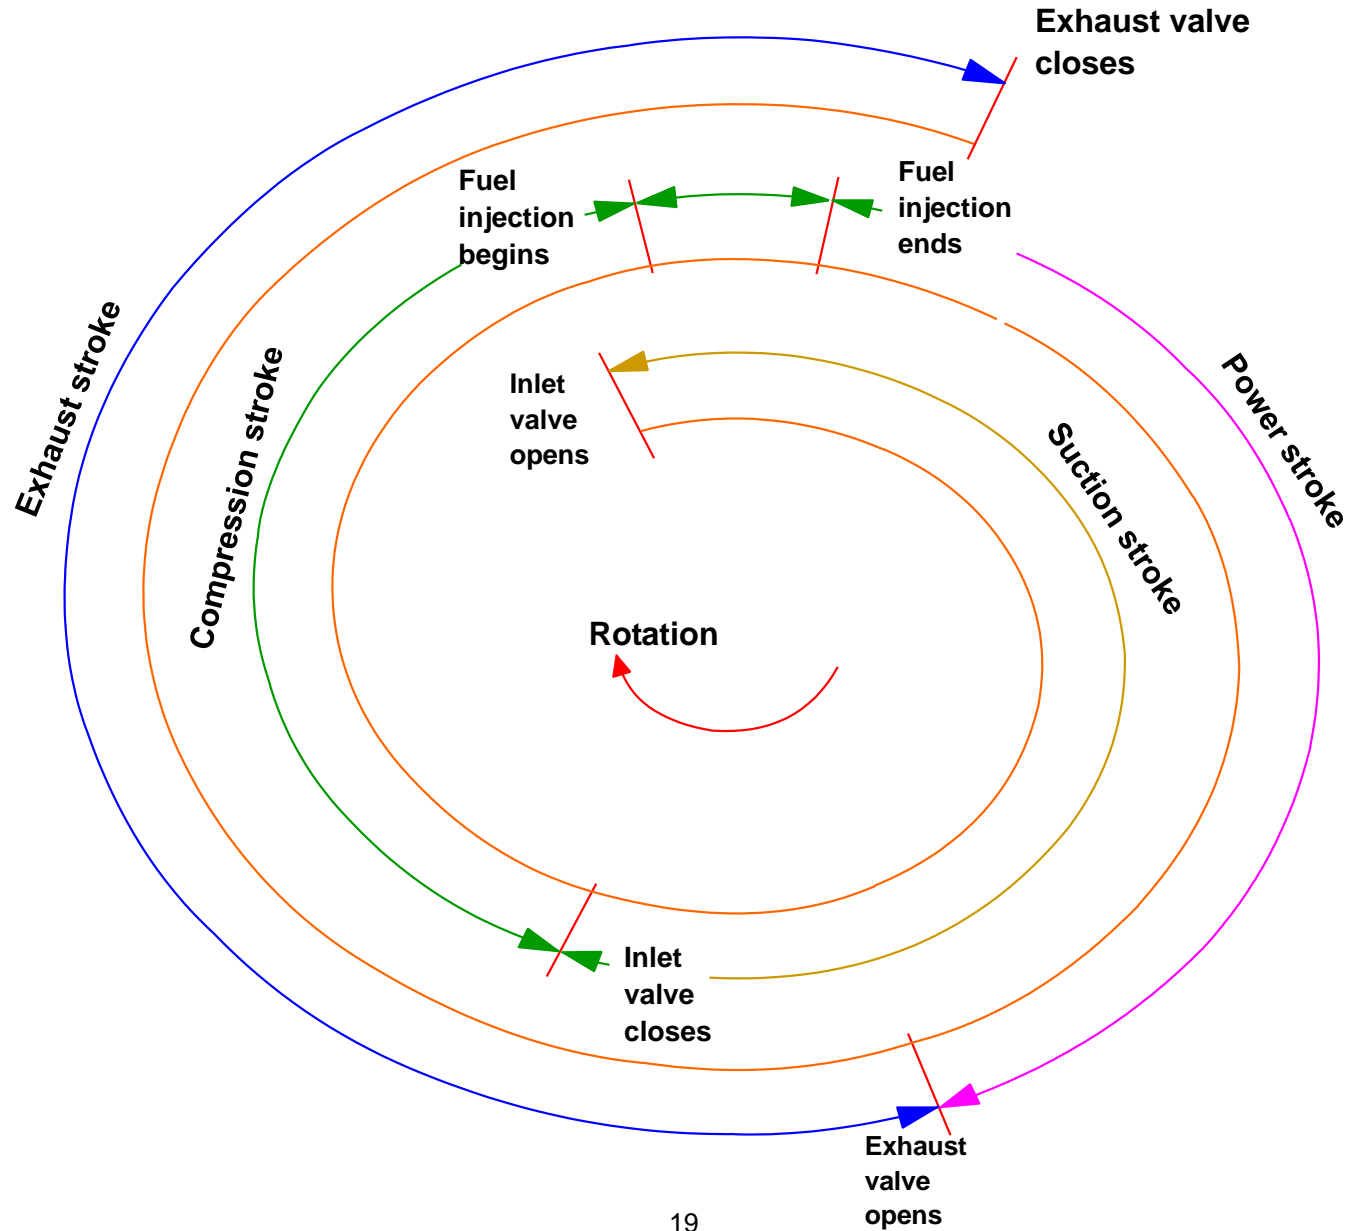 Exhaust valve
closes
Fuel
injection
begins
Fuel
injection
ends
Exhaust stroke
Compression stroke
Inlet
valve
opens
Suction stroke
Power stroke
Rotation
Inlet
valve
closes
Exhaust
valve
opens
19